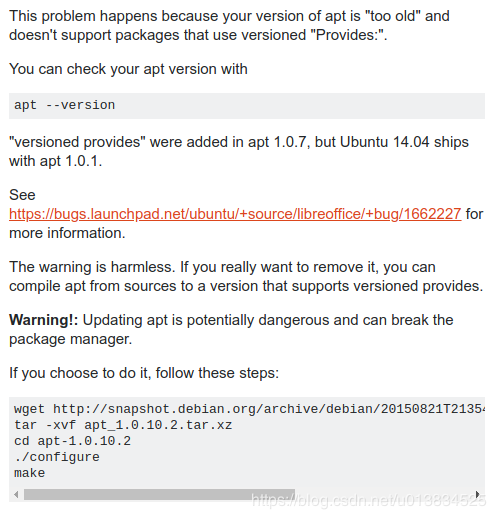 This problem happens because your version of apt is "too old" and
doesn't support packages that use versioned "Provides:".
You can check your apt version with
apt --version
"versioned provides" were added in apt 1.0.7, but Ubuntu 14.04 ships
with apt 1.0.1.
See
https://bugs.launchpad.net/ubuntu/+source/libreoffice/+bug/1662227 for
more information.
The warning is harmless. If you really want to remove it, you can
compile apt from sources to a version that supports versioned provides.
Warning!: Updating apt is potentially dangerous and can break the
package manager.
If you choose to do it, follow these steps:
wget http://snapshot.debian.org/archive/debian/20150821T2135
tar -xvf apt_1.0.10.2.tar.xz
cd apt-1.0.10.2
./configure
make
https://blog.csdn.net/u013834525